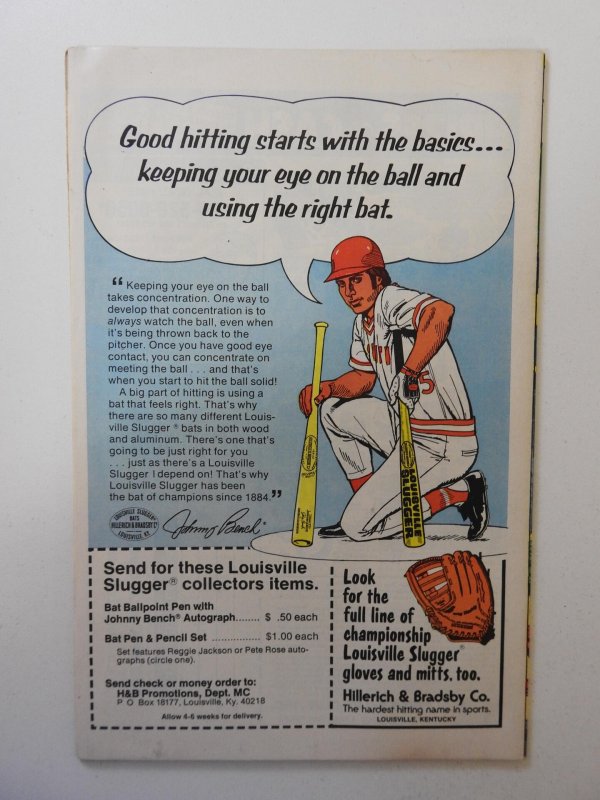 Good hitting starts with the basics...
keeping your eye on the ball and
using the right bat.
“ Keeping your eye on the ball
takes concentration. One way to
develop that concentration is to
always watch the ball, even when
it's being thrown back to the
pitcher. Once you have good eye
contact, you can concentrate on
meeting the ball . . . and that's
when you start to hit the ball solid!
A big part of hitting is using a
bat that feels right. That's why
there are so many different Louis-
ville Slugger ® bats in both wood
and aluminum. There's one that's
going to be just right for you
. . . just as there's a Louisville
Slugger I depend on! That's why
Louisville Slugger has been
the bat of champions since 1884.”
LOUISVILLE SLUGGER
BATS
HILLERICH & BRADSBY Co
LOUISVILLE, KY.
Johnny Bench
5
LOUISVILLE
SLUGGER
Send for these Louisville
Slugger® collectors items.
Bat Ballpoint Pen with
Johnny Bench® Autograph........ $ .50 each
Bat Pen & Pencil Set ............... $1.00 each
Set features Reggie Jackson or Pete Rose auto-
graphs (circle one).
Send check or money order to:
H&B Promotions, Dept. MC
P O Box 18177, Louisville, Ky. 40218
Allow 4-6 weeks for delivery.
Look
for the
full line of
championship
Louisville Slugger®
gloves and mitts, too.
Hillerich & Bradsby Co.
The hardest hitting name in sports.
LOUISVILLE, KENTUCKY